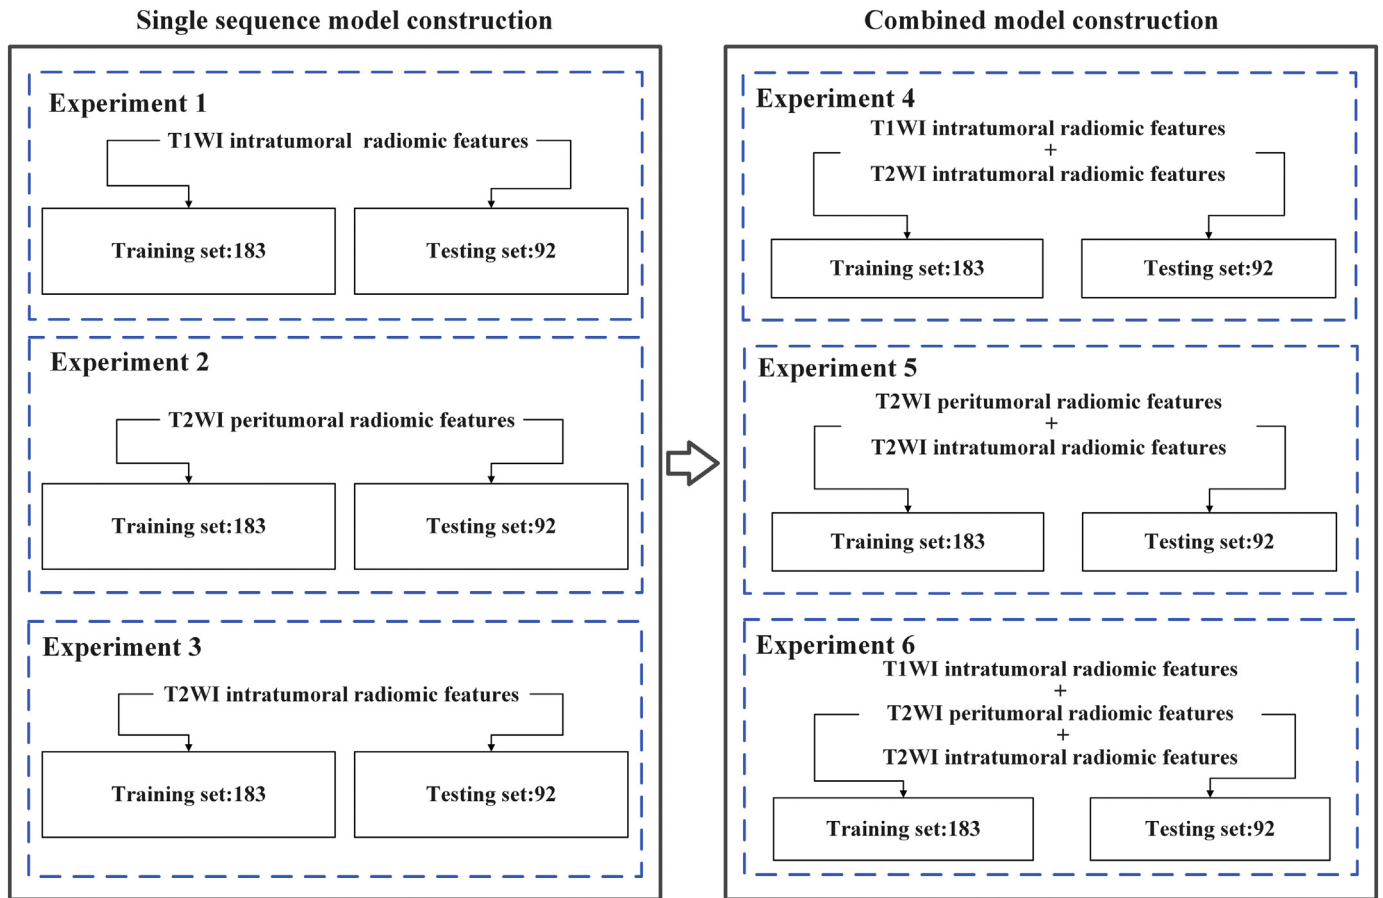 Single sequence model construction
Experiment 1
T1WI intratumoral radiomic features
Training set:183
Testing set:92
Experiment 2
T2WI peritumoral radiomic features
Training set:183
Testing set:92
Experiment 3
T2WI intratumoral radiomic features
Training set:183
Testing set:92
Combined model construction
Experiment 4
T1WI intratumoral radiomic features
+
T2WI intratumoral radiomic features
Training set:183
Testing set:92
Experiment 5
T2WI peritumoral radiomic features
+
T2WI intratumoral radiomic features
Training set:183
Testing set:92
Experiment 6
T1WI intratumoral radiomic features
+
T2WI peritumoral radiomic features
+
T2WI intratumoral radiomic features
Training set:183
Testing set:92